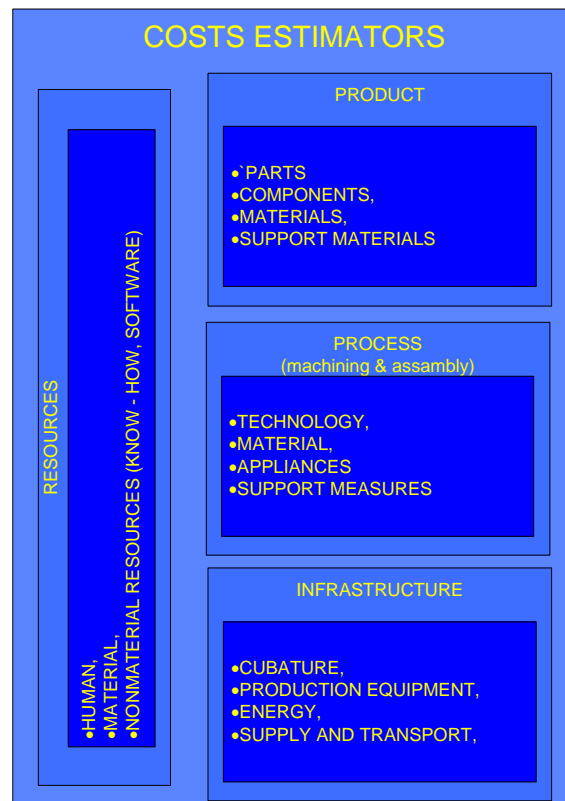 COSTS ESTIMATORS
RESOURCES
•HUMAN,
•MATERIAL,
•NONMATERIAL RESOURCES (KNOW - HOW, SOFTWARE)
PRODUCT
•`PARTS
•COMPONENTS,
•MATERIALS,
•SUPPORT MATERIALS
PROCESS
(machining & assambly)
•TECHNOLOGY,
•MATERIAL,
•APPLIANCES
•SUPPORT MEASURES
INFRASTRUCTURE
•CUBATURE,
•PRODUCTION EQUIPMENT,
•ENERGY,
•SUPPLY AND TRANSPORT,